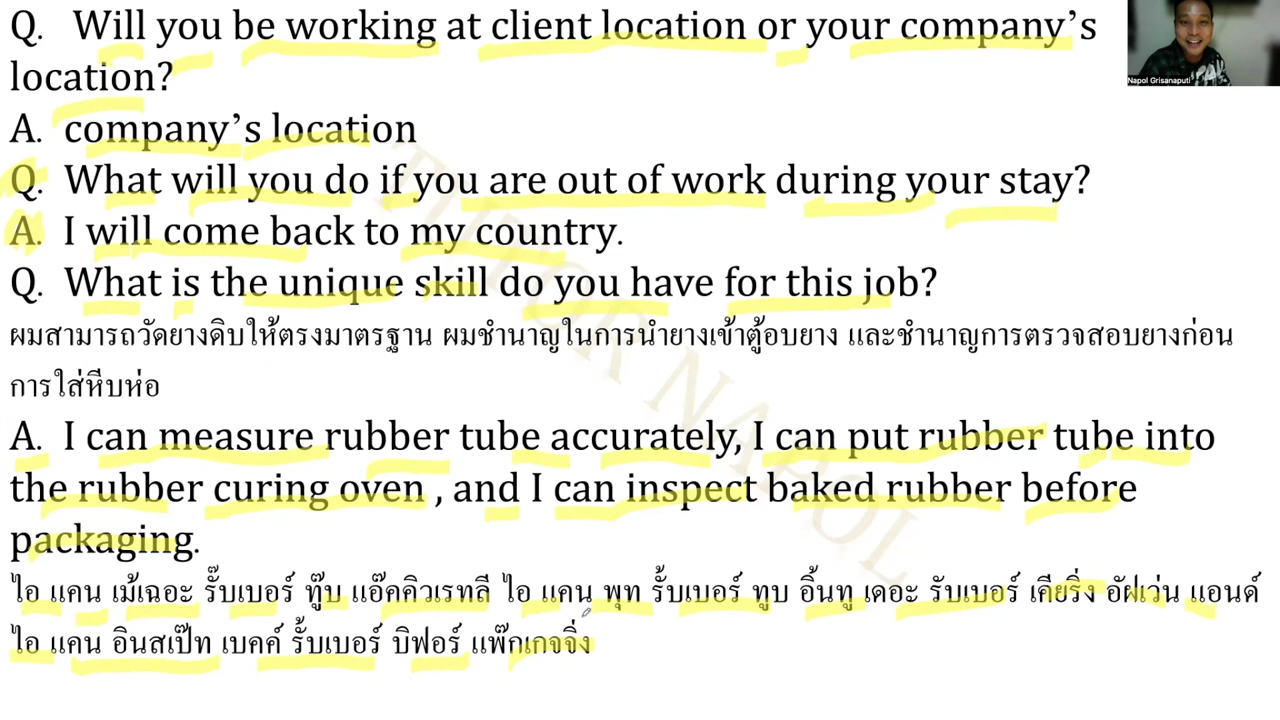 Q. Will you be working at client location or your company's
location?
A. company's location
Q. What will you do if you are out of work during your stay?
A. I will come back to my country.
Q. What is the unique skill do you have for this job?
ผมสามารถวัดยางดิบให้ตรงมาตรฐาน ผมชำนาญในการนำยางเข้าตู้อบยาง และชำนาญการตรวจสอบยางก่อน
การใส่หีบห่อ
A. I can measure rubber tube accurately, I can put rubber tube into
the rubber curing oven , and I can inspect baked rubber before
packaging.
ไอ แคน เม้เฉอะ รั๊บเบอร์ ทู๊บ แอ๊คคิวเรทลี ไอ แคน พุท รั้บเบอร์ ทูบ อิ้นทู เดอะ รับเบอร์ เคียริ่ง อัฝเว่น แอนด์
ไอ แคน อินสเป๊ท เบคค์ รั้บเบอร์ บิฟอร์ แพ๊กเกจจิ่ง
Napol Grisanaputi
TUTOR NAPOL